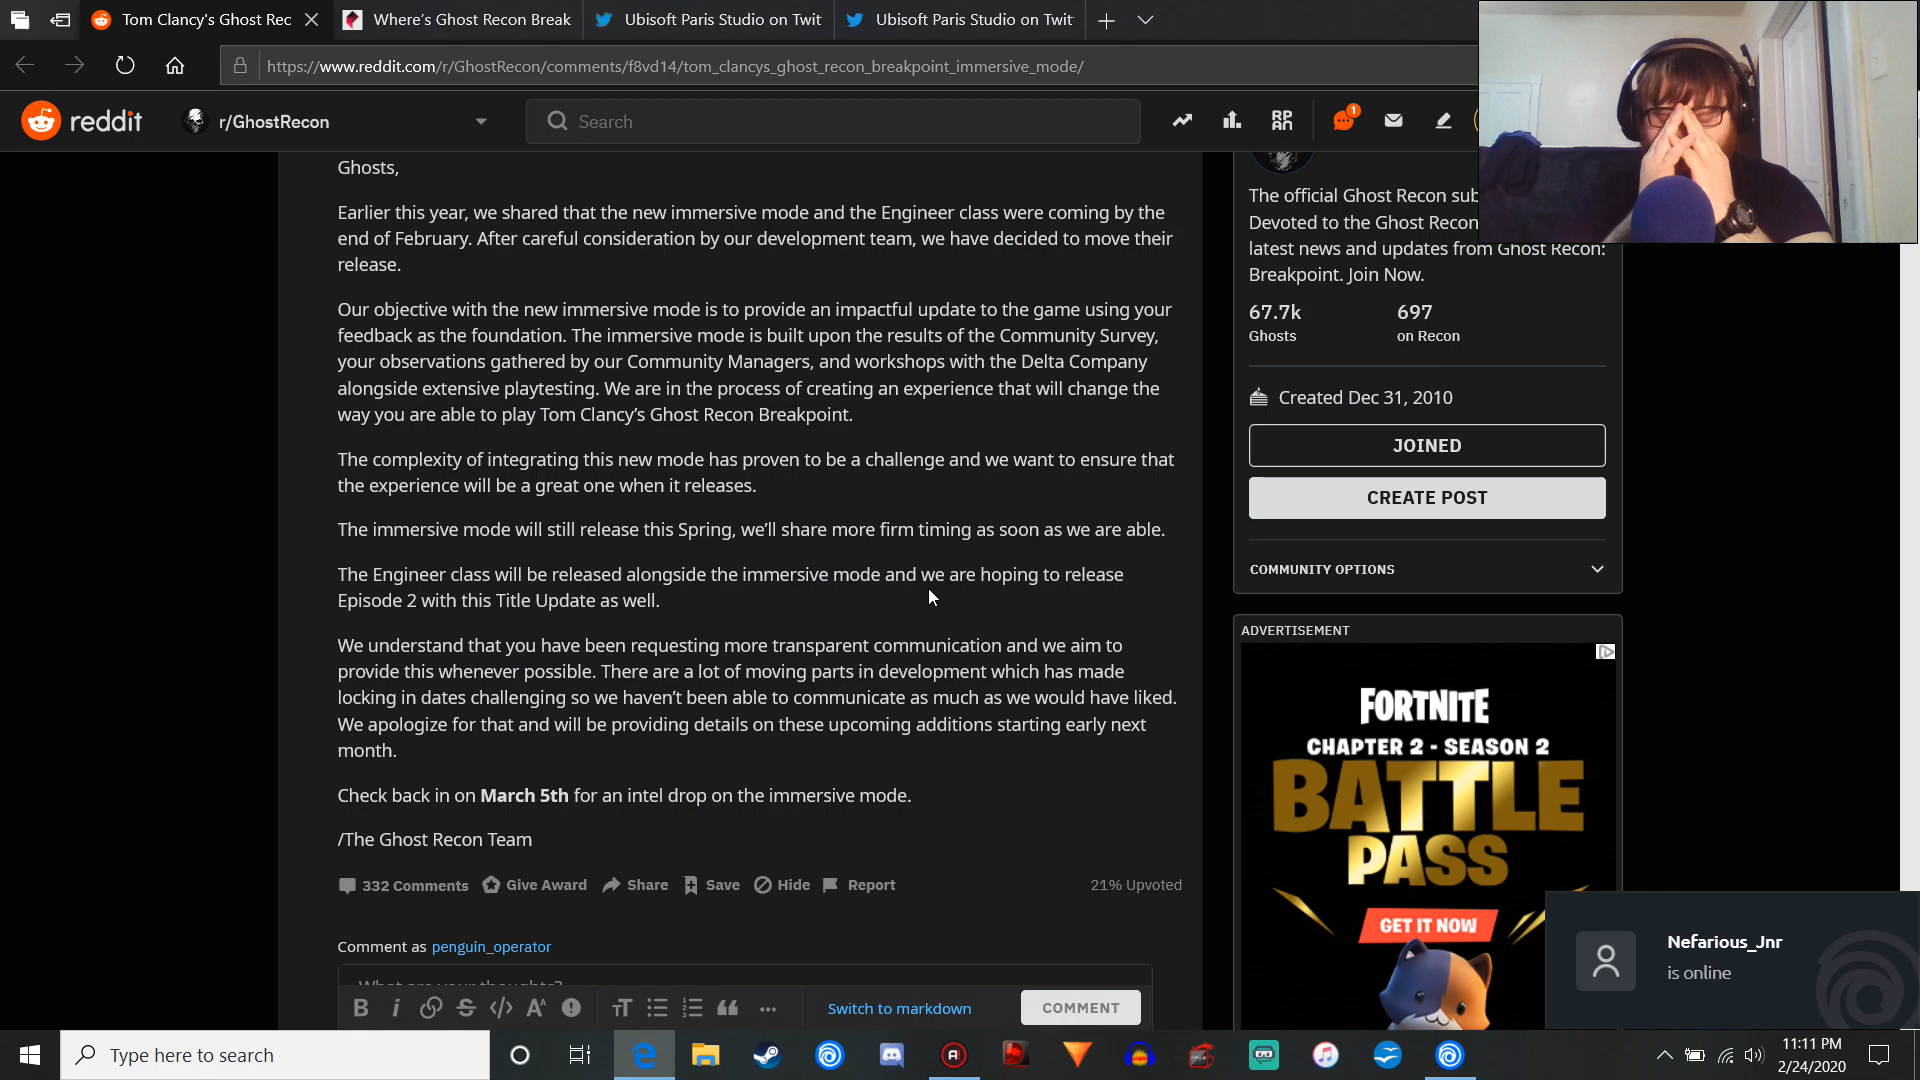 Tom Clancy's Ghost Rec
Where's Ghost Recon Break
Ubisoft Paris Studio on Twit
Ubisoft Paris Studio on Twit
https://www.reddit.com/r/GhostRecon/comments/f8vd14/tom_clancys_ghost_recon_breakpoint_immersive_mode/
reddit
r/GhostRecon
Search
1
Ghosts,
Earlier this year, we shared that the new immersive mode and the Engineer class were coming by the
end of February. After careful consideration by our development team, we have decided to move their
release.
Our objective with the new immersive mode is to provide an impactful update to the game using your
feedback as the foundation. The immersive mode is built upon the results of the Community Survey,
your observations gathered by our Community Managers, and workshops with the Delta Company
alongside extensive playtesting. We are in the process of creating an experience that will change the
way you are able to play Tom Clancy's Ghost Recon Breakpoint.
The complexity of integrating this new mode has proven to be a challenge and we want to ensure that
the experience will be a great one when it releases.
The immersive mode will still release this Spring, we'll share more firm timing as soon as we are able.
The Engineer class will be released alongside the immersive mode and we are hoping to release
Episode 2 with this Title Update as well.
We understand that you have been requesting more transparent communication and we aim to
provide this whenever possible. There are a lot of moving parts in development which has made
locking in dates challenging so we haven't been able to communicate as much as we would have liked.
We apologize for that and will be providing details on these upcoming additions starting early next
month.
Check back in on March 5th for an intel drop on the immersive mode.
/The Ghost Recon Team
332 Comments Give Award Share Save Hide Report 21% Upvoted
Comment as penguin_operator
What are your thoughts?
Switch to markdown
COMMENT
The official Ghost Recon sub
Devoted to the Ghost Recon
latest news and updates from Ghost Recon:
Breakpoint. Join Now.
67.7k 697
Ghosts on Recon
Created Dec 31, 2010
JOINED
CREATE POST
COMMUNITY OPTIONS
ADVERTISEMENT
FORTNITE
CHAPTER 2 - SEASON 2
BATTLE
PASS
GET IT NOW
Nefarious_Jnr
is online
Type here to search
11:11 PM
2/24/2020